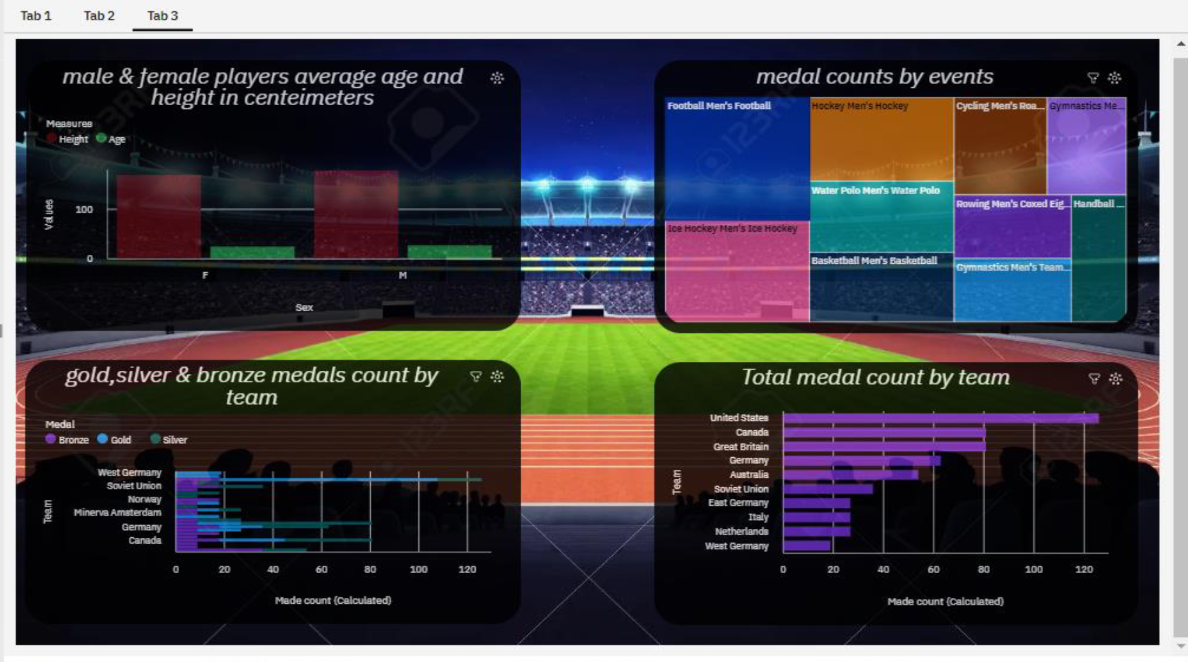 Tab 1 Tab 2 Tab 3
male & female players average age and
height in centeimeters
Measures
Height Age
Values
100
0
F M
Sex
medal counts by events
Football Men's Football
Hockey Men's Hockey
Cycling Men's Roa...
Gymnastics Me...
Water Polo Men's Water Polo
Rowing Men's Coxed Eig...
Handball ...
Ice Hockey Men's Ice Hockey
Basketball Men's Basketball
Gymnastics Men's Team...
gold,silver & bronze medals count by
team
Medal
Bronze Gold Silver
Team
West Germany
Soviet Union
Norway
Minerva Amsterdam
Germany
Canada
0 20 40 60 80 100 120
Made count (Calculated)
Total medal count by team
Team
United States
Canada
Great Britain
Germany
Australia
Soviet Union
East Germany
Italy
Netherlands
West Germany
0 20 40 60 80 100 120
Made count (Calculated)